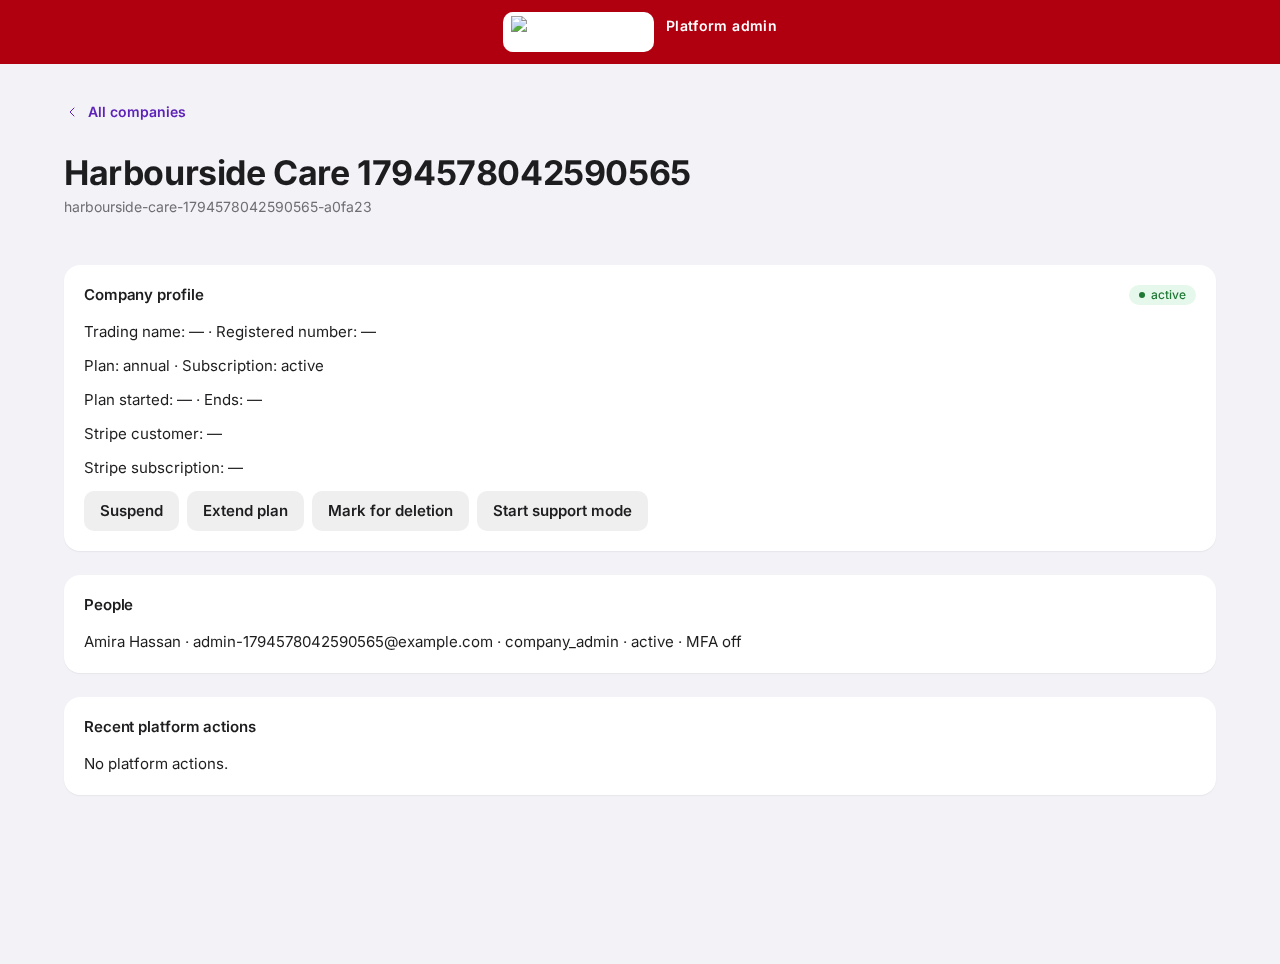 Platform admin
All companies
Harbourside Care 1794578042590565
harbourside-care-1794578042590565-a0fa23
Company profile
active
Trading name: — · Registered number: —
Plan: annual · Subscription: active
Plan started: — · Ends: —
Stripe customer: —
Stripe subscription: —
Suspend Extend plan Mark for deletion Start support mode
People
Amira Hassan · admin-1794578042590565@example.com · company_admin · active · MFA off
Recent platform actions
No platform actions.